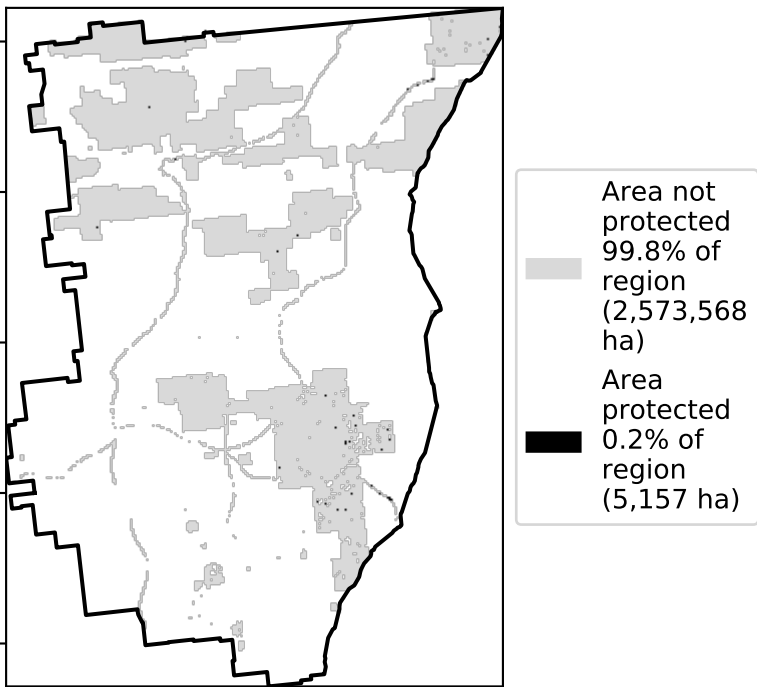 Area not
protected
99.8% of
region
(2,573,568
ha)
Area
protected
0.2% of
region
(5,157 ha)